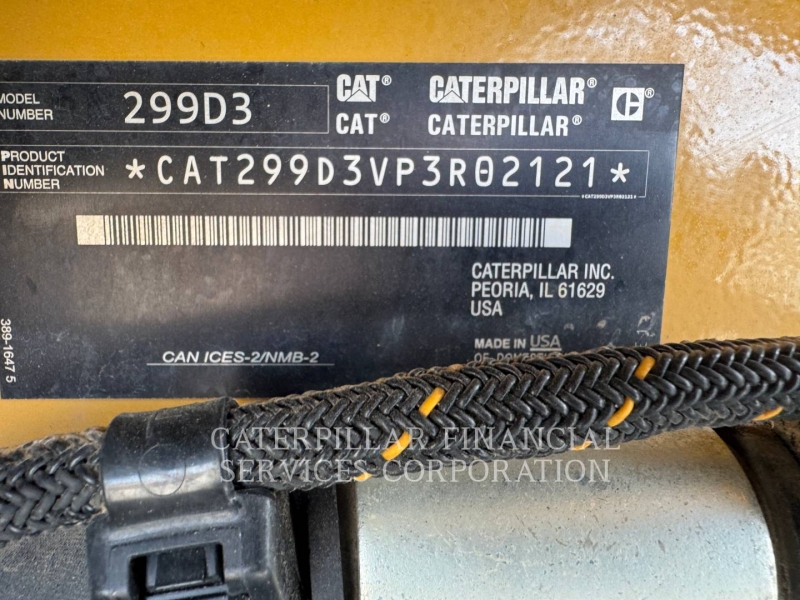 MODEL NUMBER 299D3
CAT® CATERPILLAR® C®
CAT® CATERPILLAR®
PRODUCT
IDENTIFICATION
NUMBER
*CAT299D3VP3R02121*
*CAT299D3VP3R02121*
CATERPILLAR INC.
PEORIA, IL 61629
USA
CAN ICES-2/NMB-2
MADE IN USA
389-1647 5
CATERPILLAR FINANCIAL
SERVICES CORPORATION